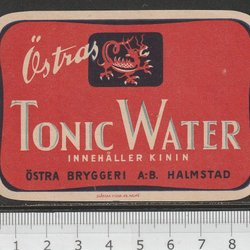 Östras
TONIC WATER
INNEHÅLLER KININ
ÖSTRA BRYGGERI A.B. HALMSTAD